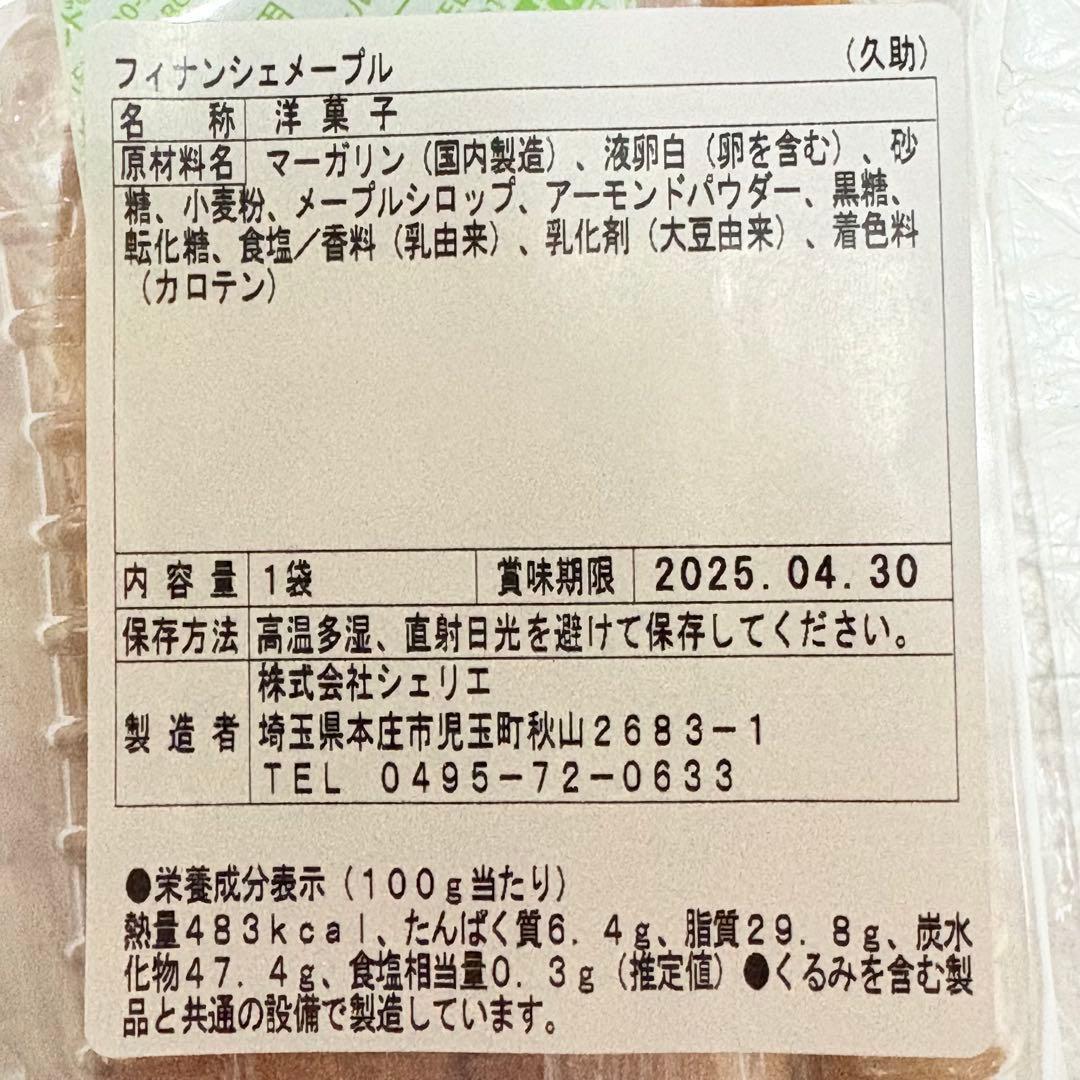 フィナンシェメープル （久助）
名称 洋菓子
原材料名 マーガリン（国内製造）、液卵白（卵を含む）、砂
糖、小麦粉、メープルシロップ、アーモンドパウダー、黒糖、
転化糖、食塩／香料（乳由来）、乳化剤（大豆由来）、着色料
（カロテン）
内容量 1袋 賞味期限 2025.04.30
保存方法 高温多湿、直射日光を避けて保存してください。
製造者 株式会社シェリエ
埼玉県本庄市児玉町秋山２６８３－１
ＴＥＬ ０４９５－７２－０６３３
●栄養成分表示（１００ｇ当たり）
熱量４８３ｋｃａｌ、たんぱく質６．４ｇ、脂質２９．８ｇ、炭水
化物４７．４ｇ、食塩相当量０．３ｇ（推定値）●くるみを含む製
品と共通の設備で製造しています。